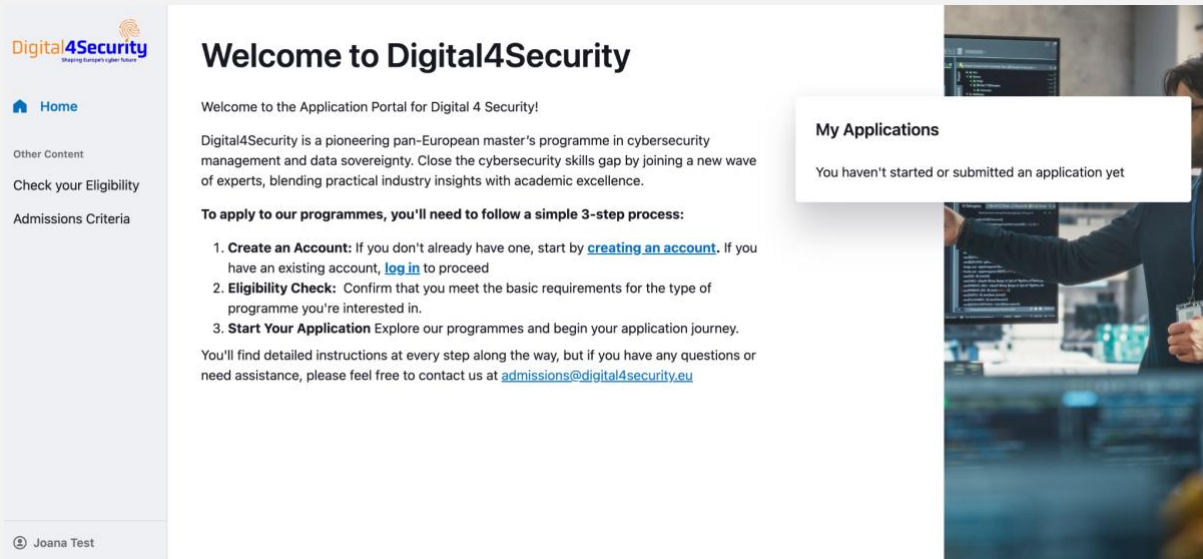 Digital4Security
Shaping Europe's cyber future
Home
Other Content
Check your Eligibility
Admissions Criteria
Joana Test
Welcome to Digital4Security
Welcome to the Application Portal for Digital 4 Security!
Digital4Security is a pioneering pan-European master's programme in cybersecurity
management and data sovereignty. Close the cybersecurity skills gap by joining a new wave
of experts, blending practical industry insights with academic excellence.
To apply to our programmes, you'll need to follow a simple 3-step process:
1. Create an Account: If you don't already have one, start by creating an account. If you
have an existing account, log in to proceed
2. Eligibility Check: Confirm that you meet the basic requirements for the type of
programme you're interested in.
3. Start Your Application Explore our programmes and begin your application journey.
You'll find detailed instructions at every step along the way, but if you have any questions or
need assistance, please feel free to contact us at admissions@digital4security.eu
My Applications
You haven't started or submitted an application yet